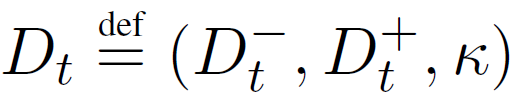 D_t \overset{\text{def}}{=} (D_t^-, D_t^+, \kappa)